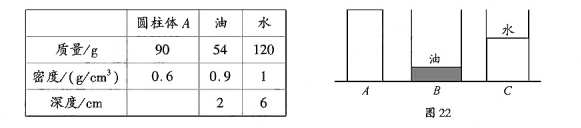 圆柱体A 油 水
质量/g 90 54 120
密度/(g/cm³) 0.6 0.9 1
深度/cm 2 6
水
油
A B C
图22